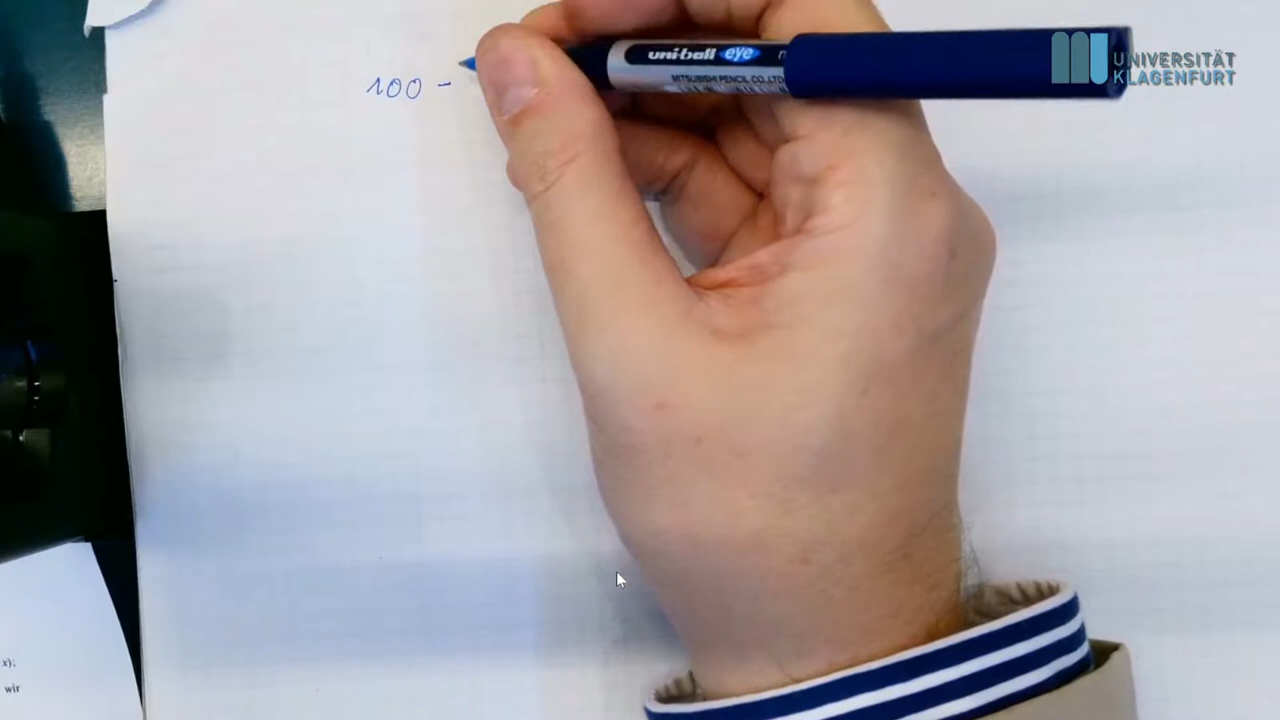 100 -
uni-ball eye
MITSUBISHI PENCIL CO.,LTD
UNIVERSITÄT
KLAGENFURT
x);
wir